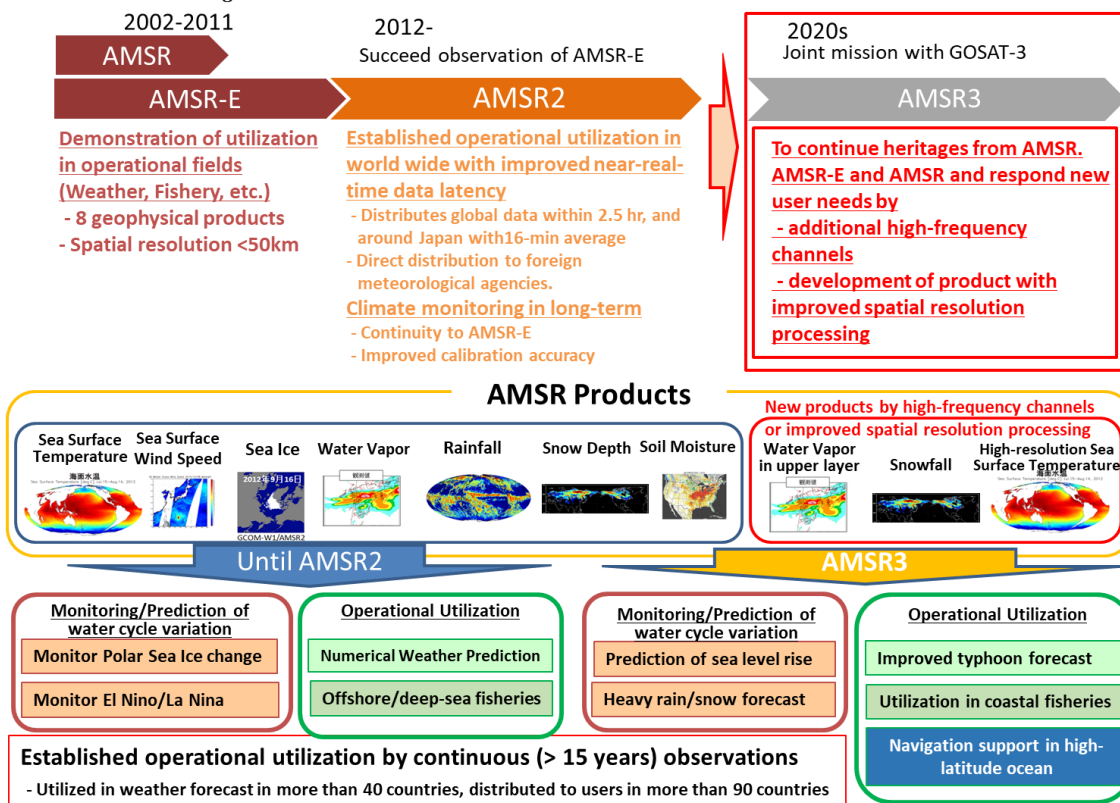 2002-2011
AMSR
AMSR-E
Demonstration of utilization
in operational fields
(Weather, Fishery, etc.)
- 8 geophysical products
- Spatial resolution <50km
2012-
Succeed observation of AMSR-E
AMSR2
Established operational utilization in
world wide with improved near-real-
time data latency
- Distributes global data within 2.5 hr, and
around Japan with16-min average
- Direct distribution to foreign
meteorological agencies.
Climate monitoring in long-term
- Continuity to AMSR-E
- Improved calibration accuracy
2020s
Joint mission with GOSAT-3
AMSR3
To continue heritages from AMSR.
AMSR-E and AMSR and respond new
user needs by
- additional high-frequency
channels
- development of product with
improved spatial resolution
processing
AMSR Products
Sea Surface
Temperature
海面水温
Sea Surface
Wind Speed
Sea Ice
2012年9月16日
GCOM-W1/AMSR2
Water Vapor
観測値
Rainfall
Snow Depth
Soil Moisture
New products by high-frequency channels
or improved spatial resolution processing
Water Vapor
in upper layer
観測値
Snowfall
High-resolution Sea
Surface Temperature
海面水温
Until AMSR2
AMSR3
Monitoring/Prediction of
water cycle variation
Monitor Polar Sea Ice change
Monitor El Nino/La Nina
Operational Utilization
Numerical Weather Prediction
Offshore/deep-sea fisheries
Monitoring/Prediction of
water cycle variation
Prediction of sea level rise
Heavy rain/snow forecast
Operational Utilization
Improved typhoon forecast
Utilization in coastal fisheries
Navigation support in high-
latitude ocean
Established operational utilization by continuous (> 15 years) observations
- Utilized in weather forecast in more than 40 countries, distributed to users in more than 90 countries